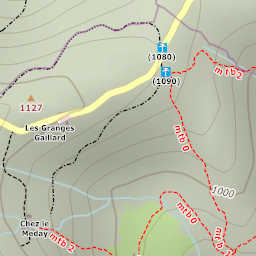 (1080)
mtb 2
(1090)
1127
Les Granges
Gaillard
mtb 0
1000
mtb 0
Chez le
Meday
mtb 2
mtb 1